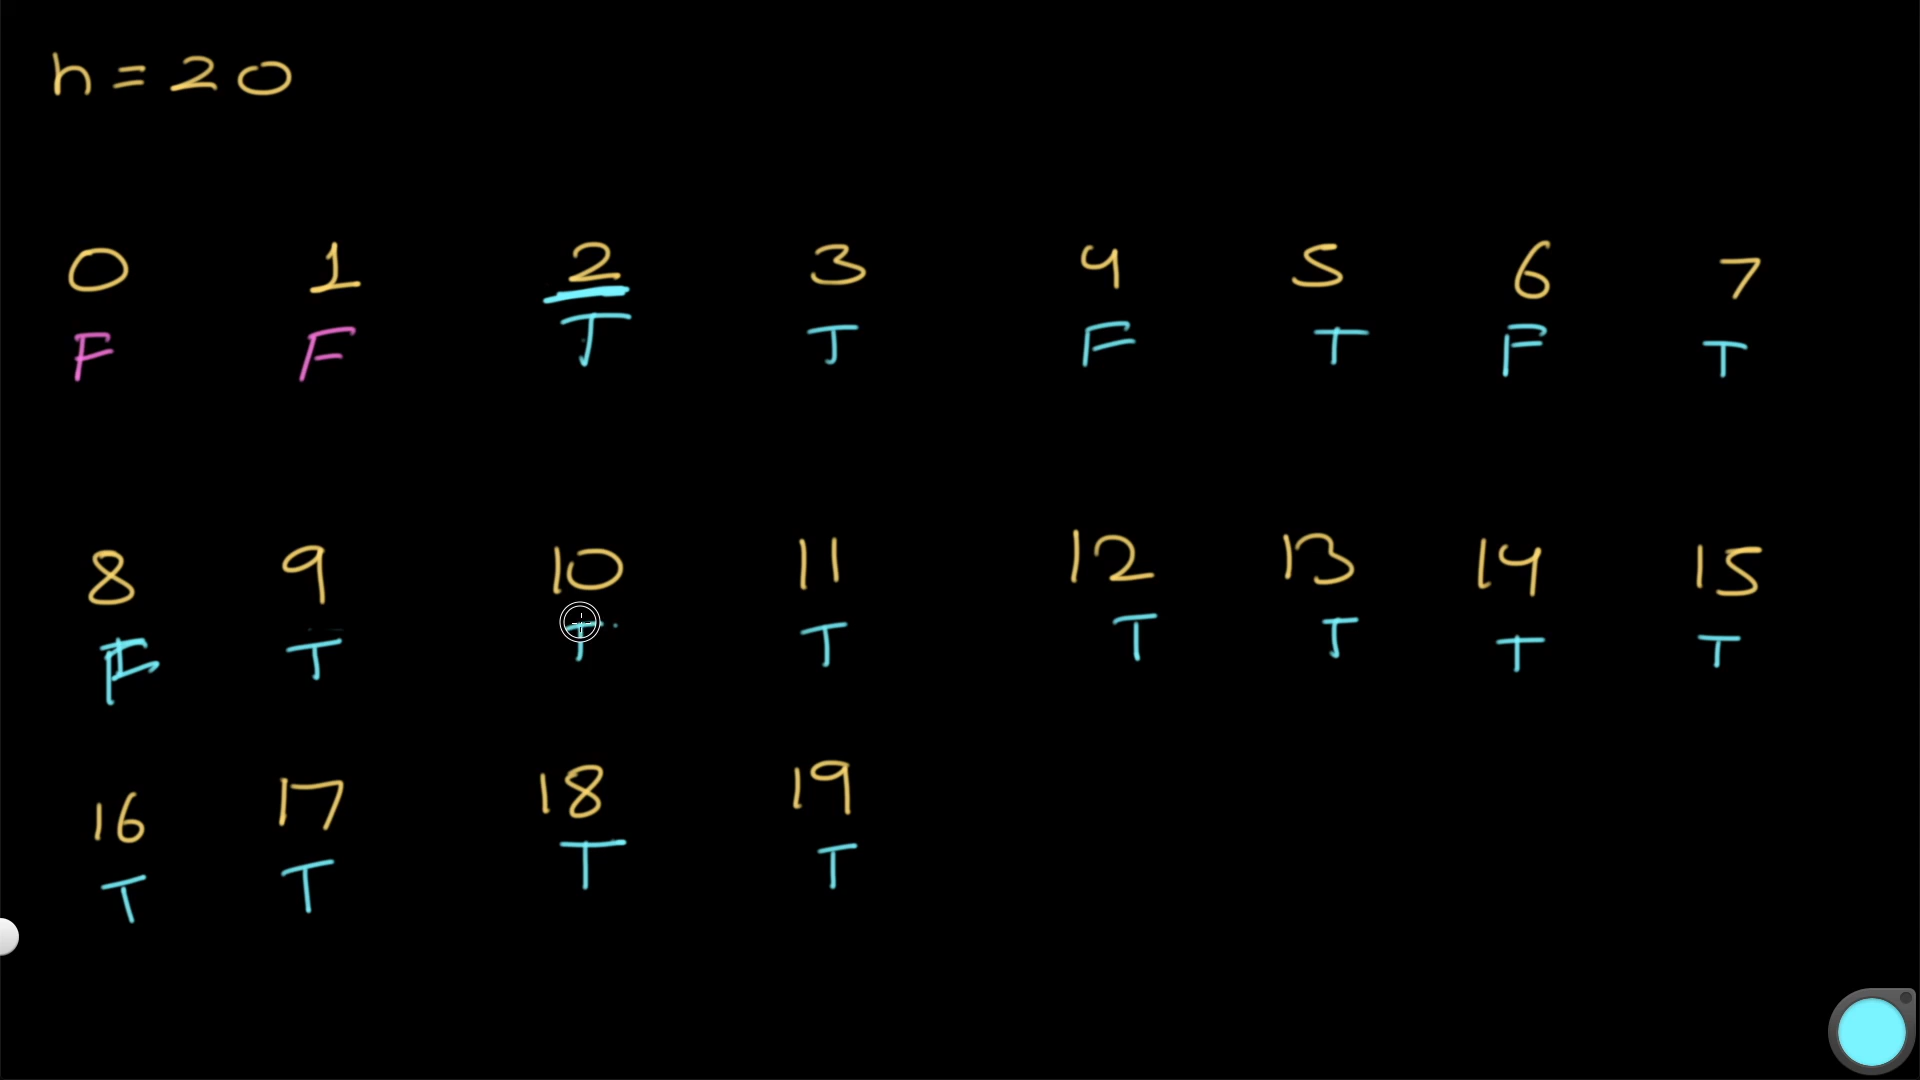 n = 20
0 1 2 3 4 5 6 7
F F T T F T F T
8 9 10 11 12 13 14 15
F T T T T T T T
16 17 18 19
T T T T